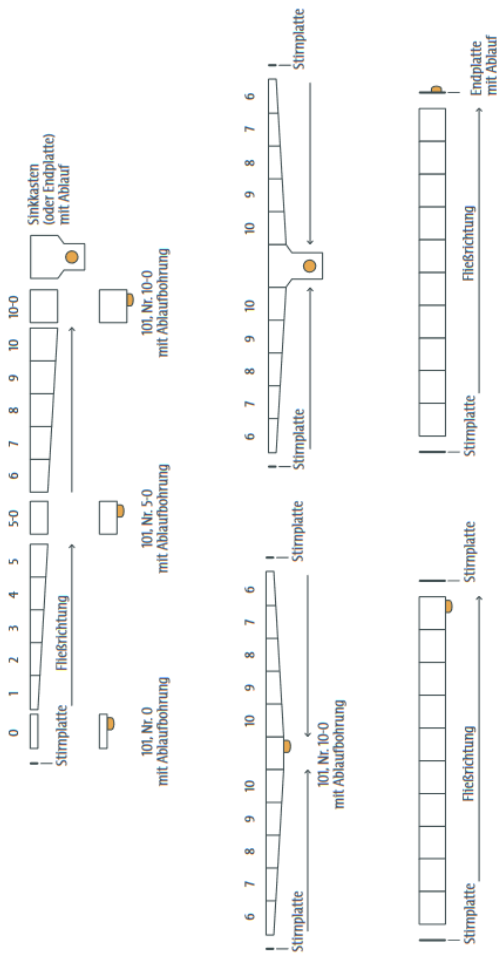 0 1 2 3 4 5 5-0 6 7 8 9 10 10-0
Sinkkasten
(oder Endplatte)
mit Ablauf
Stirnplatte
Fließrichtung
101, Nr. 0
mit Ablaufbohrung
101, Nr. 5-0
mit Ablaufbohrung
101, Nr. 10-0
mit Ablaufbohrung
6 7 8 9 10 10 9 8 7 6
Stirnplatte
Stirnplatte
101, Nr. 10-0
mit Ablaufbohrung
6 7 8 9 10 10 9 8 7 6
Stirnplatte
Stirnplatte
Stirnplatte
Fließrichtung
Stirnplatte
Stirnplatte
Fließrichtung
Endplatte
mit Ablauf